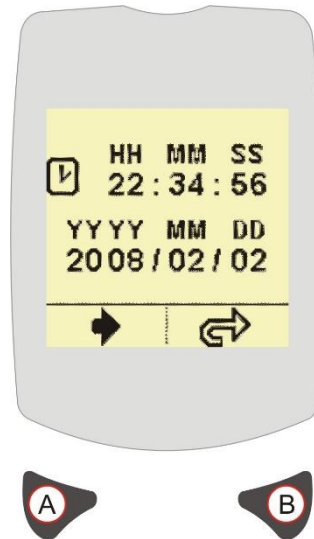 HH MM SS
22 : 34 : 56
YYYY MM DD
2008 / 02 / 02
A
B